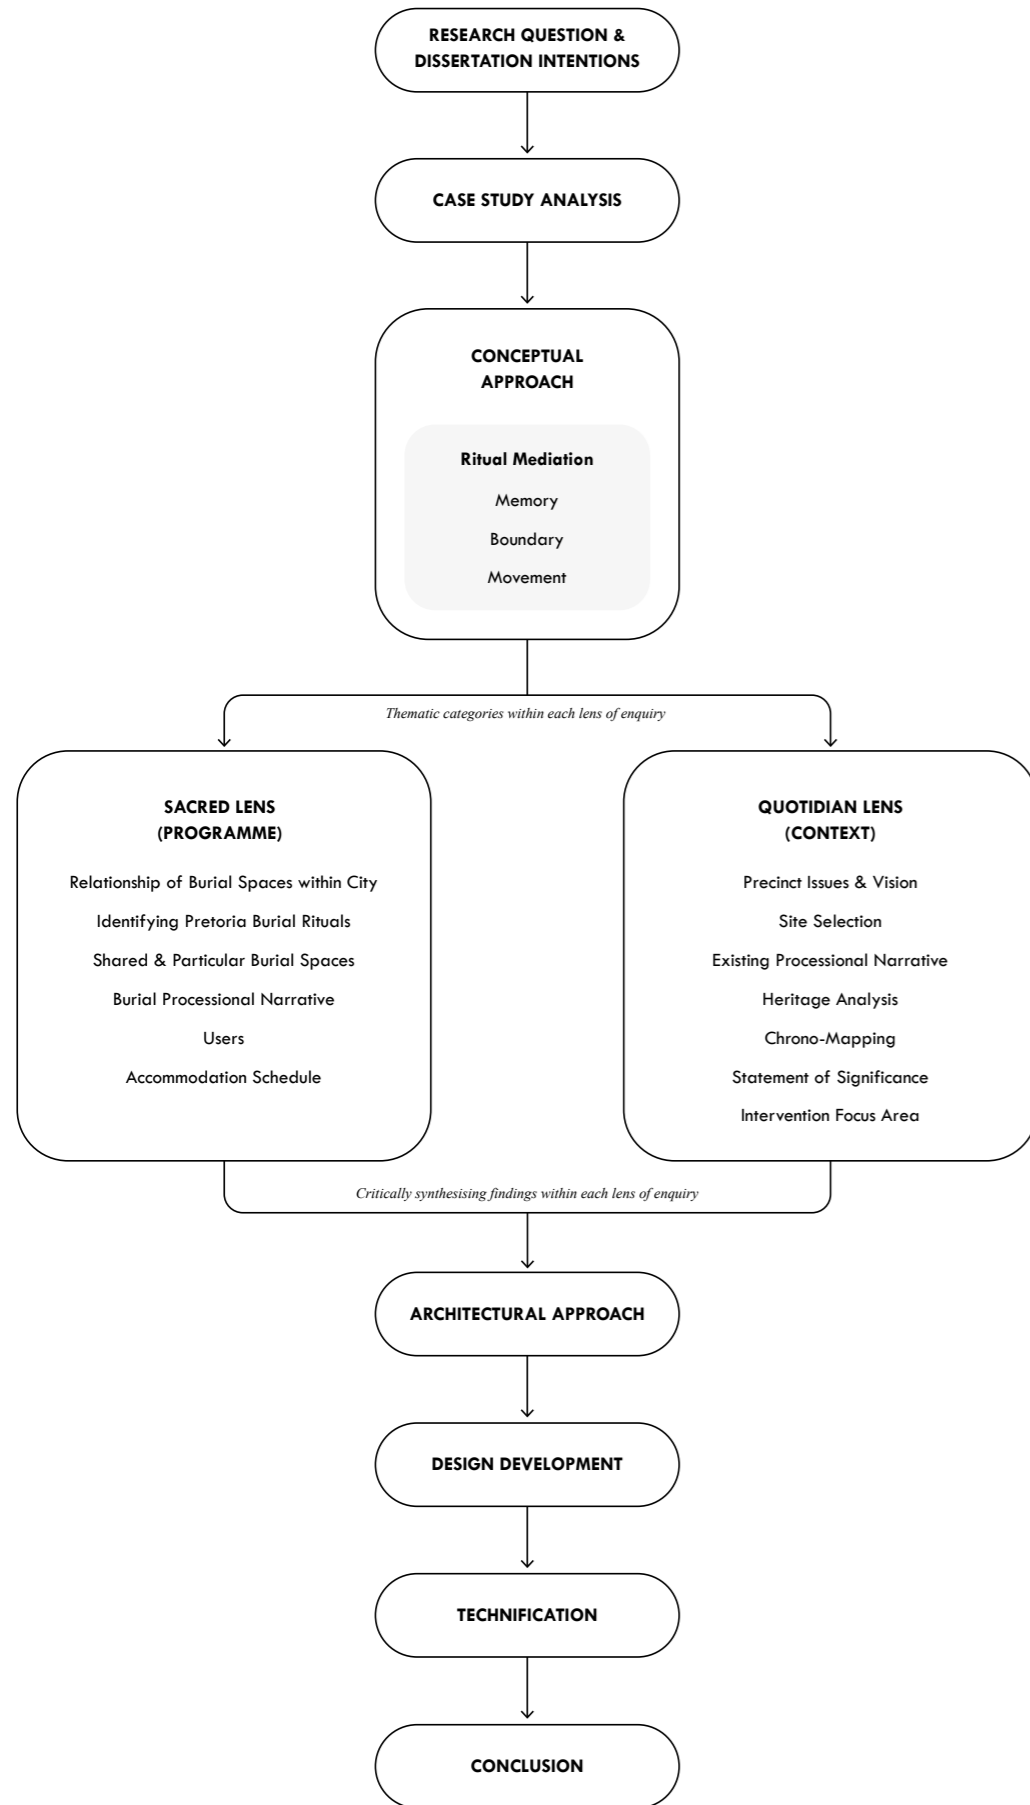 RESEARCH QUESTION &
DISSERTATION INTENTIONS
CASE STUDY ANALYSIS
CONCEPTUAL
APPROACH
Ritual Mediation
Memory
Boundary
Movement
Thematic categories within each lens of enquiry
SACRED LENS
(PROGRAMME)
Relationship of Burial Spaces within City
Identifying Pretoria Burial Rituals
Shared & Particular Burial Spaces
Burial Processional Narrative
Users
Accommodation Schedule
QUOTIDIAN LENS
(CONTEXT)
Precinct Issues & Vision
Site Selection
Existing Processional Narrative
Heritage Analysis
Chrono-Mapping
Statement of Significance
Intervention Focus Area
Critically synthesising findings within each lens of enquiry
ARCHITECTURAL APPROACH
DESIGN DEVELOPMENT
TECHNIFICATION
CONCLUSION